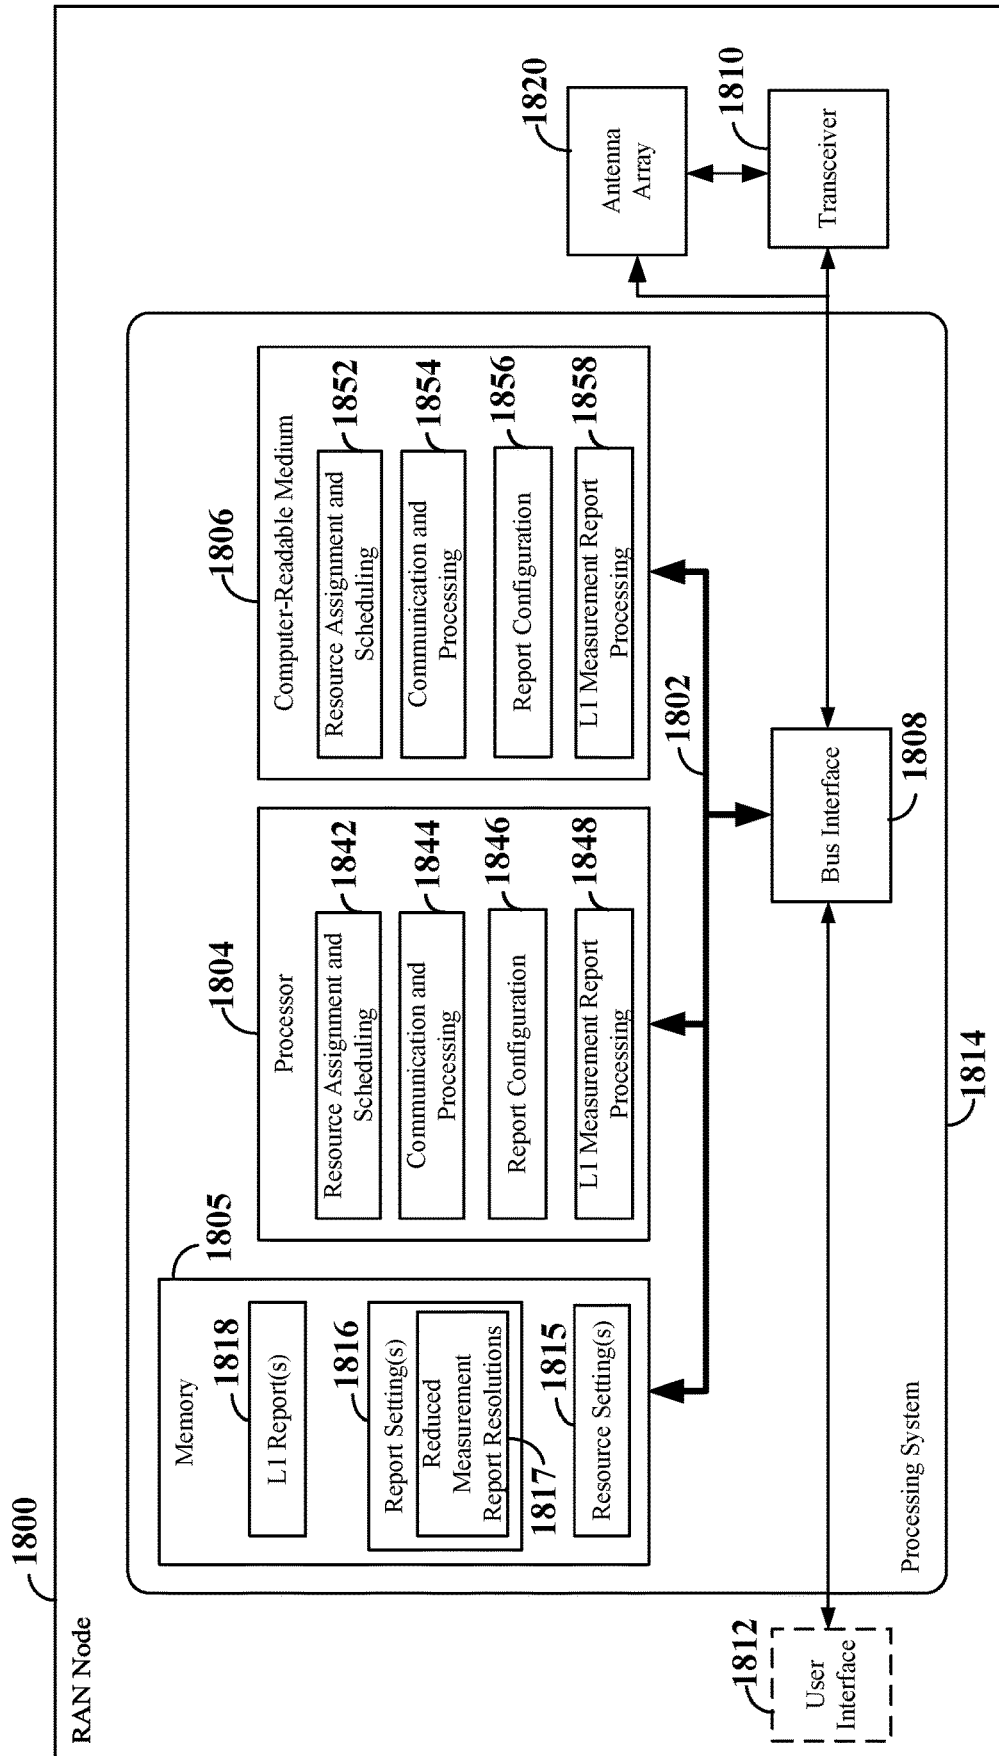 1800
RAN Node
1805
Memory
1818
L1 Report(s)
1816
Report Setting(s)
Reduced
Measurement
Report Resolutions
1817
1815
Resource Setting(s)
1804
Processor
1842
Resource Assignment and
Scheduling
1844
Communication and
Processing
1846
Report Configuration
1848
L1 Measurement Report
Processing
1806
Computer-Readable Medium
1852
Resource Assignment and
Scheduling
1854
Communication and
Processing
1856
Report Configuration
1858
L1 Measurement Report
Processing
1802
1820
Antenna
Array
1810
Transceiver
1812
User
Interface
Bus Interface
1808
Processing System
1814